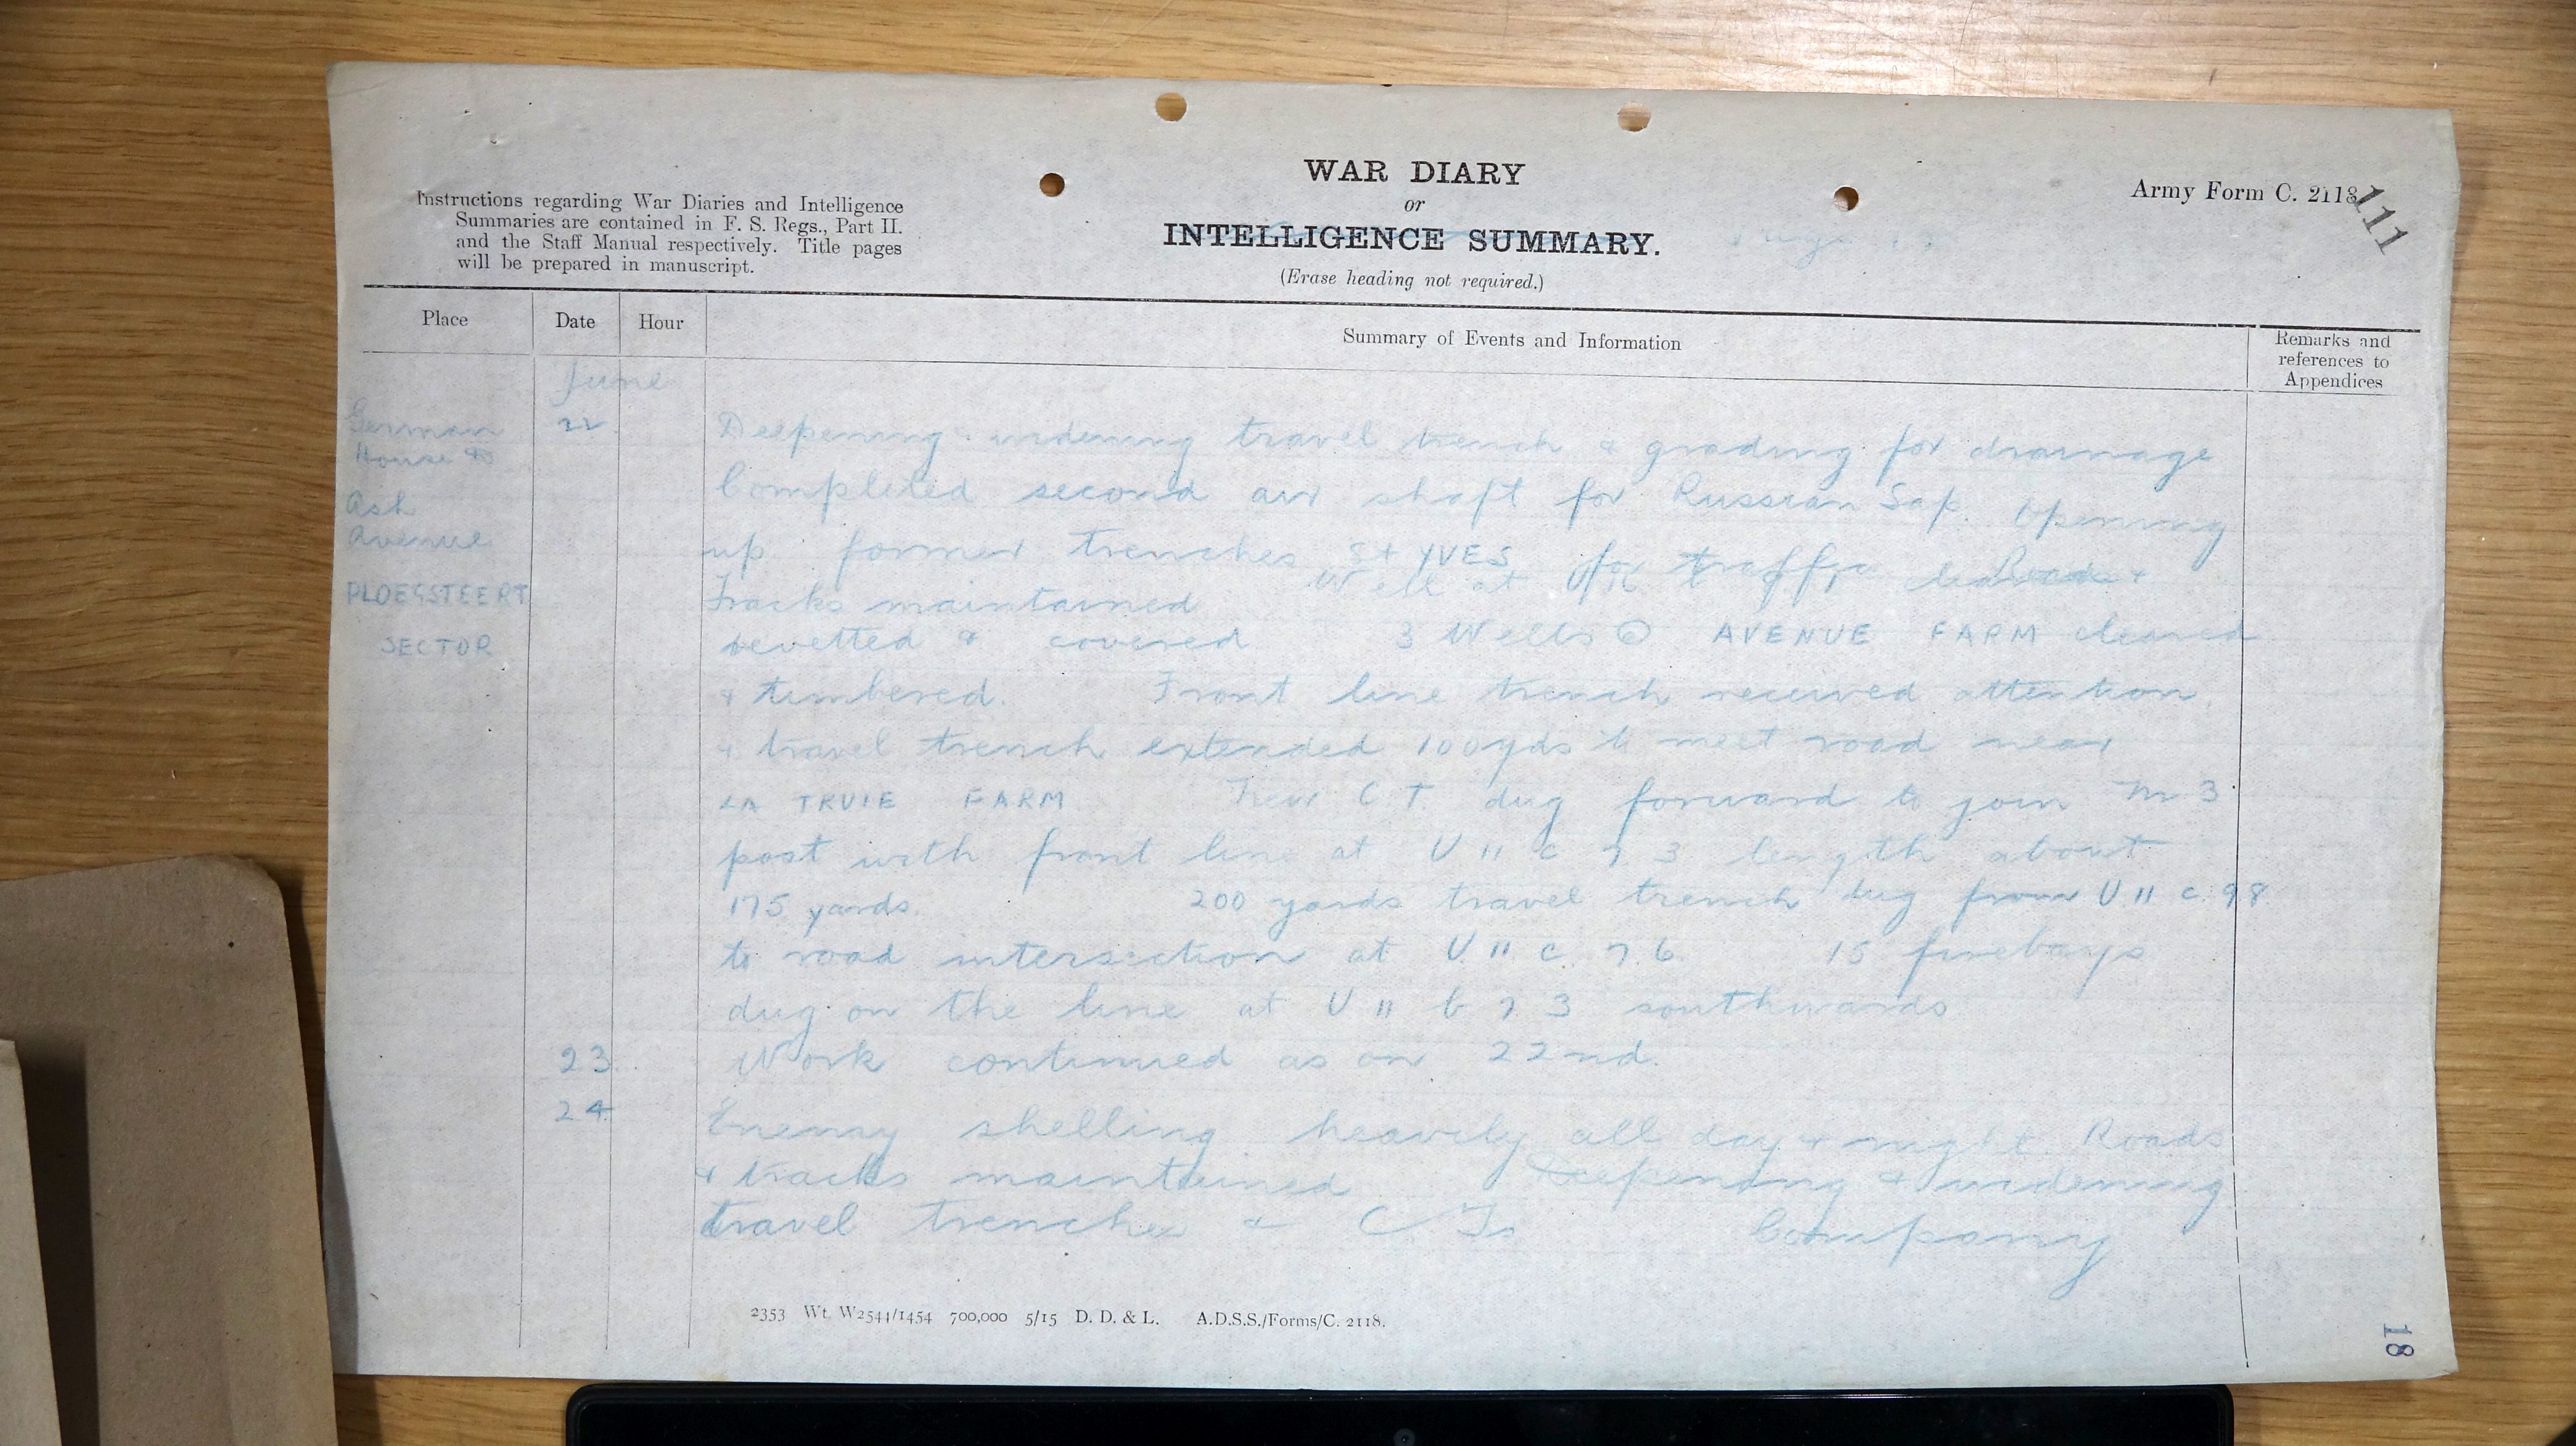 WAR DIARY
or
INTELLIGENCE SUMMARY.
(Erase heading not required.)
Instructions regarding War Diaries and Intelligence
Summaries are contained in F. S. Regs., Part II.
and the Staff Manual respectively. Title pages
will be prepared in manuscript.
Army Form C. 2118
111
Place Date Hour Summary of Events and Information Remarks and references to Appendices
June
German
House to
Ash
Avenue
PLOEGSTEERT
SECTOR
22 Deepening & widening travel trench & grading for drainage
Completed second air shaft for Russian Sap. Opening
up former trenches St YVES for traffic Roads &
Tracks maintained Well at cleaned
revetted & covered 3 Wells @ AVENUE FARM cleaned
& timbered. Front line trench received attention
& travel trench extended 100yds to meet road near
LA TRUIE FARM New C T. dug forward to join M 3
post with front line at U 11 c 7 3 length about
175 yards. 200 yards travel trench dug from U 11 c. 9 8.
to road intersection at U 11 c. 7.6. 15 firebays
dug on the line at U 11 b 7 3 southwards
23 Work continued as on 22nd.
24 Enemy shelling heavily all day & night. Roads
& tracks maintained Deepening & widening
travel trenches & C Ts Company
2353 Wt. W2544/1454 700,000 5/15 D. D. & L. A.D.S.S./Forms/C. 2118.
18